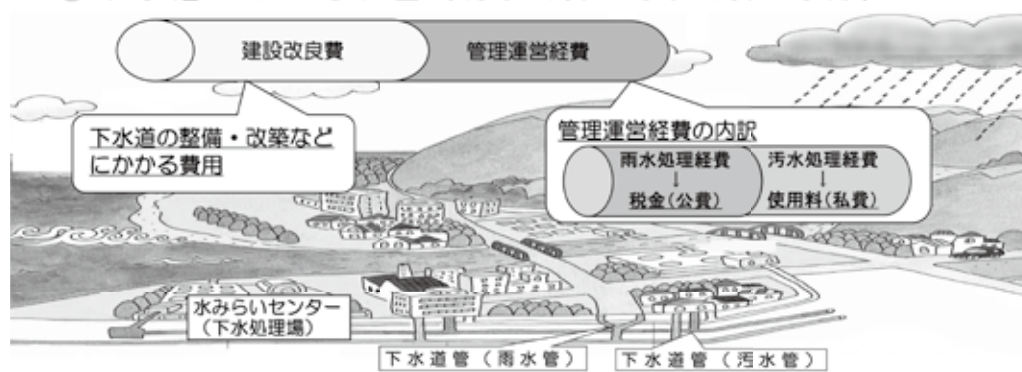 建設改良費
管理運営経費
下水道の整備・改築など
にかかる費用
管理運営経費の内訳
雨水処理経費
↓
税金(公費)
汚水処理経費
↓
使用料(私費)
水みらいセンター
(下水処理場)
下水道管(雨水管)
下水道管(汚水管)